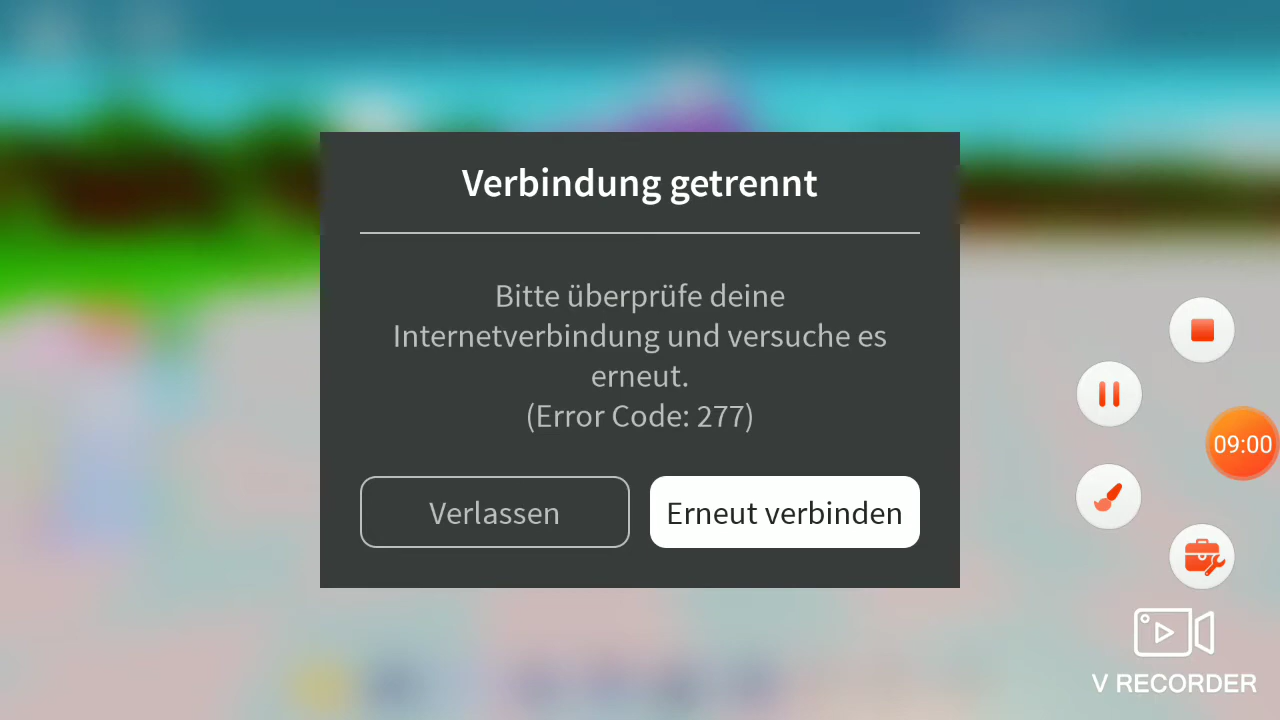 Verbindung getrennt
Bitte überprüfe deine
Internetverbindung und versuche es
erneut.
(Error Code: 277)
Verlassen
Erneut verbinden
09:00
V RECORDER